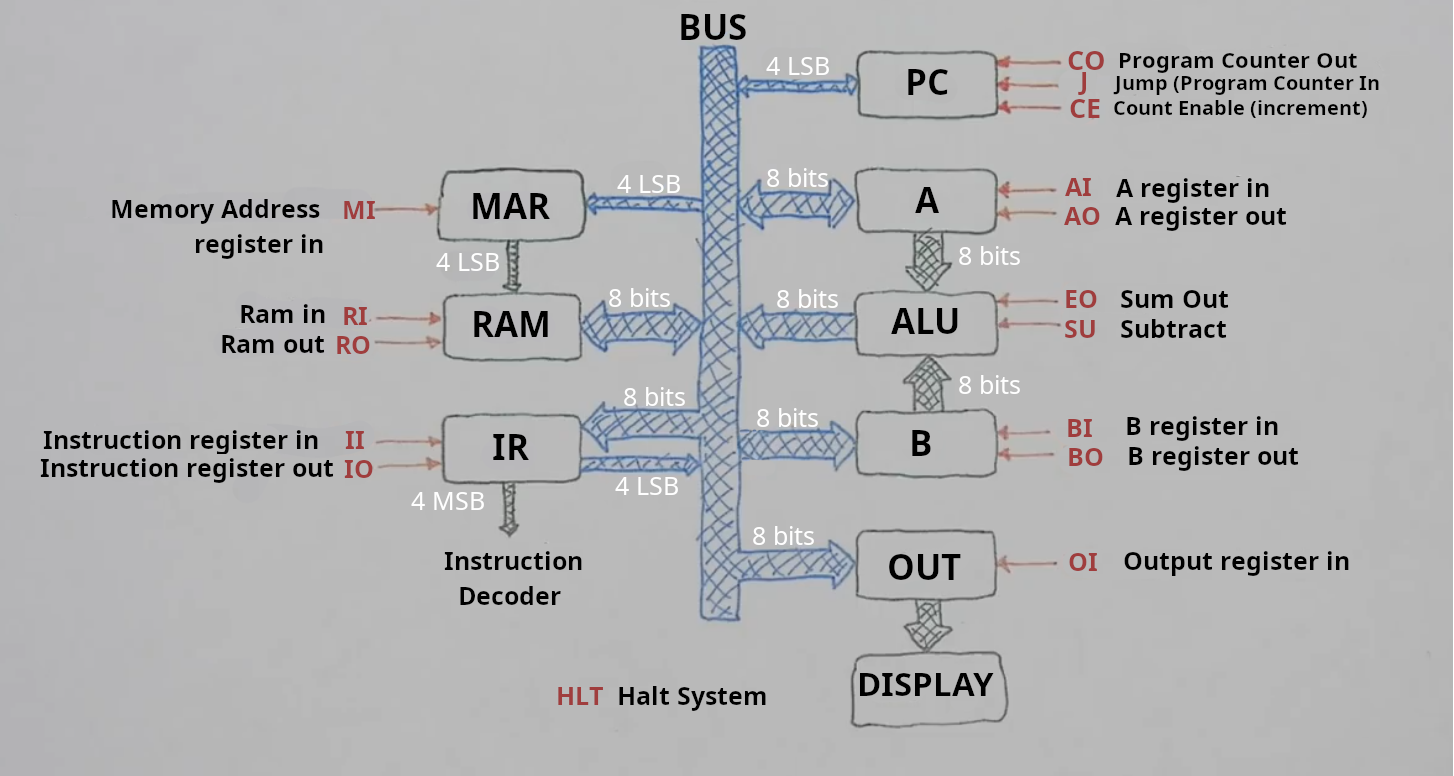 BUS
4 LSB
PC
CO Program Counter Out
J Jump (Program Counter In
CE Count Enable (increment)
Memory Address MI
register in
MAR
4 LSB
8 bits
A
AI A register in
AO A register out
4 LSB
8 bits
Ram in RI
Ram out RO
RAM
8 bits
8 bits
ALU
EO Sum Out
SU Subtract
8 bits
Instruction register in II
Instruction register out IO
IR
8 bits
4 LSB
8 bits
B
BI B register in
BO B register out
4 MSB
Instruction
Decoder
8 bits
OUT
OI Output register in
DISPLAY
HLT Halt System